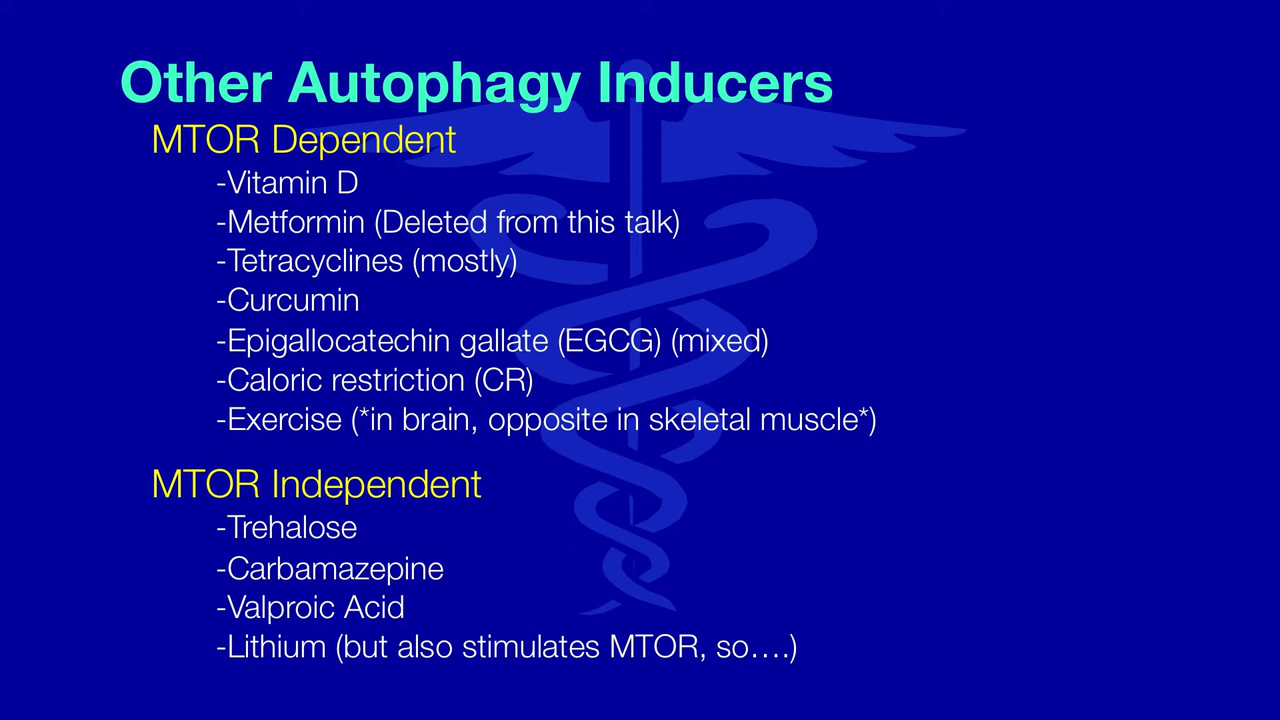 Other Autophagy Inducers
MTOR Dependent
-Vitamin D
-Metformin (Deleted from this talk)
-Tetracyclines (mostly)
-Curcumin
-Epigallocatechin gallate (EGCG) (mixed)
-Caloric restriction (CR)
-Exercise (*in brain, opposite in skeletal muscle*)
MTOR Independent
-Trehalose
-Carbamazepine
-Valproic Acid
-Lithium (but also stimulates MTOR, so….)